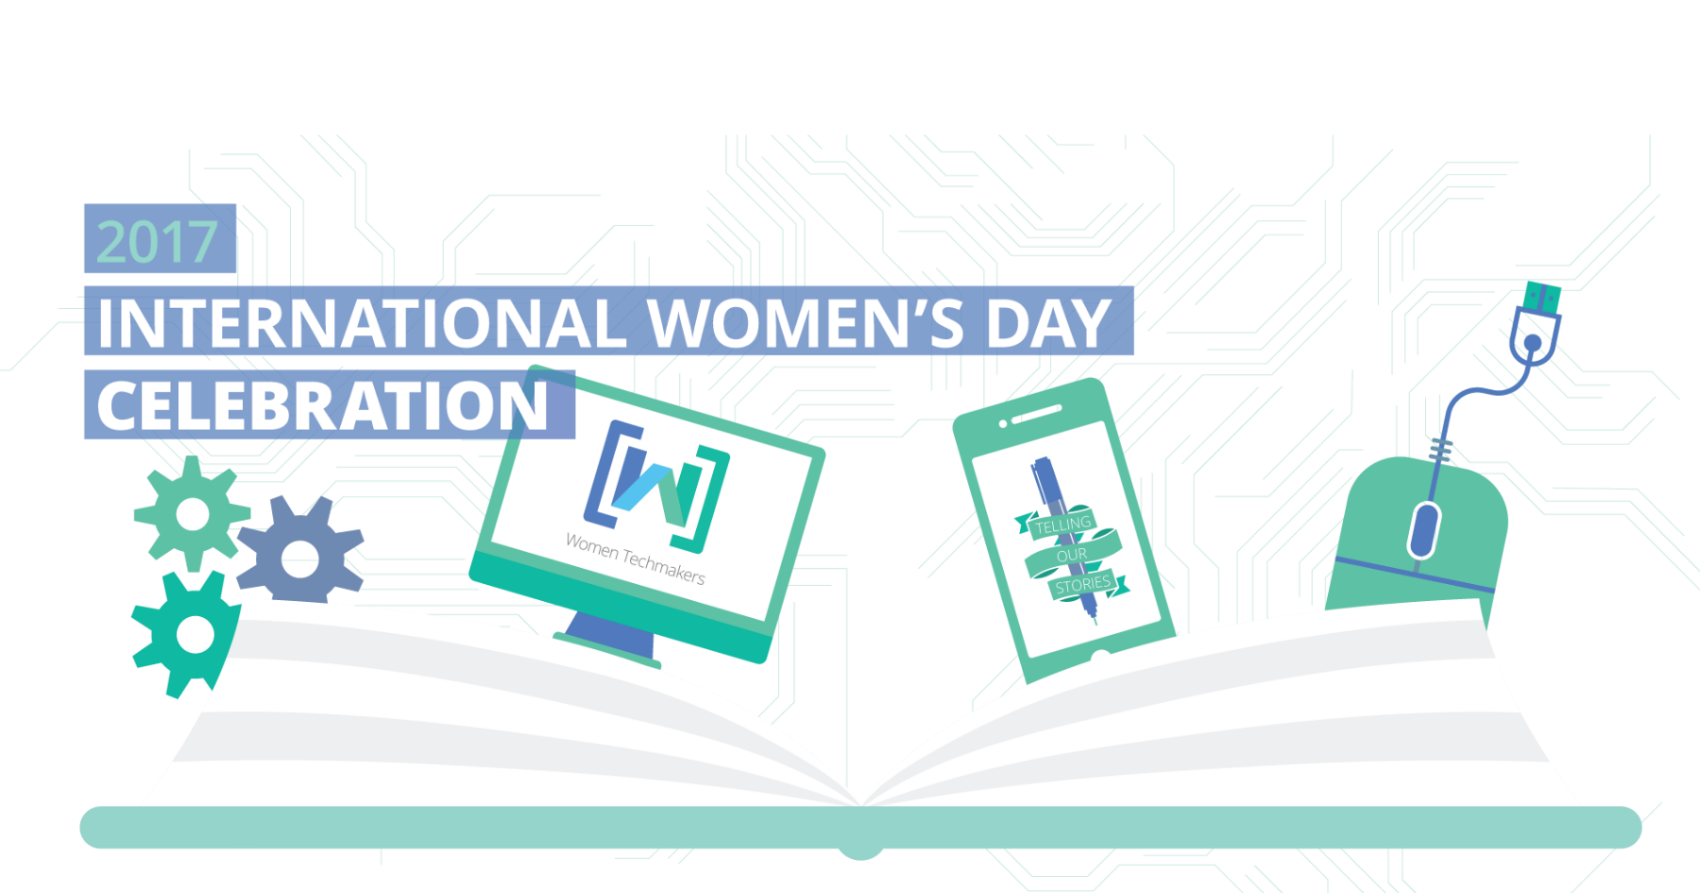 2017
INTERNATIONAL WOMEN’S DAY
CELEBRATION
Women Techmakers
TELLING
OUR
STORIES